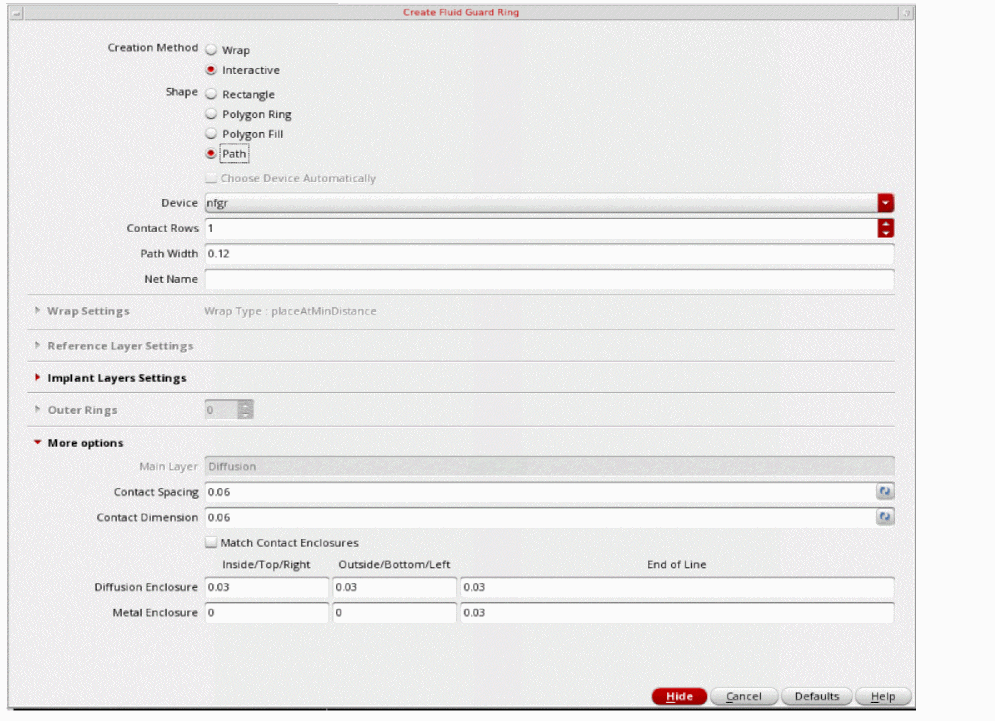 Create Fluid Guard Ring
Creation Method Wrap
Interactive
Shape Rectangle
Polygon Ring
Polygon Fill
Path
Choose Device Automatically
Device nfgr
Contact Rows 1
Path Width 0.12
Net Name
Wrap Settings Wrap Type : placeAtMinDistance
Reference Layer Settings
Implant Layers Settings
Outer Rings 0
More options
Main Layer Diffusion
Contact Spacing 0.06
Contact Dimension 0.06
Match Contact Enclosures
Inside/Top/Right Outside/Bottom/Left End of Line
Diffusion Enclosure 0.03 0.03 0.03
Metal Enclosure 0 0 0.03
Hide Cancel Defaults Help